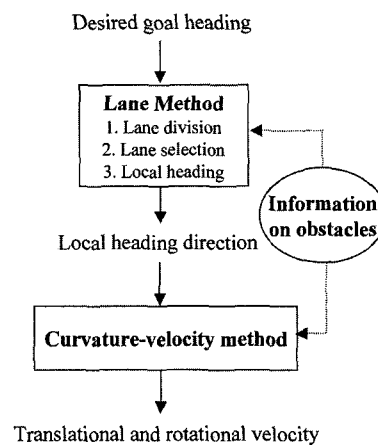 Desired goal heading
Lane Method
1. Lane division
2. Lane selection
3. Local heading
Information
on obstacles
Local heading direction
Curvature-velocity method
Translational and rotational velocity